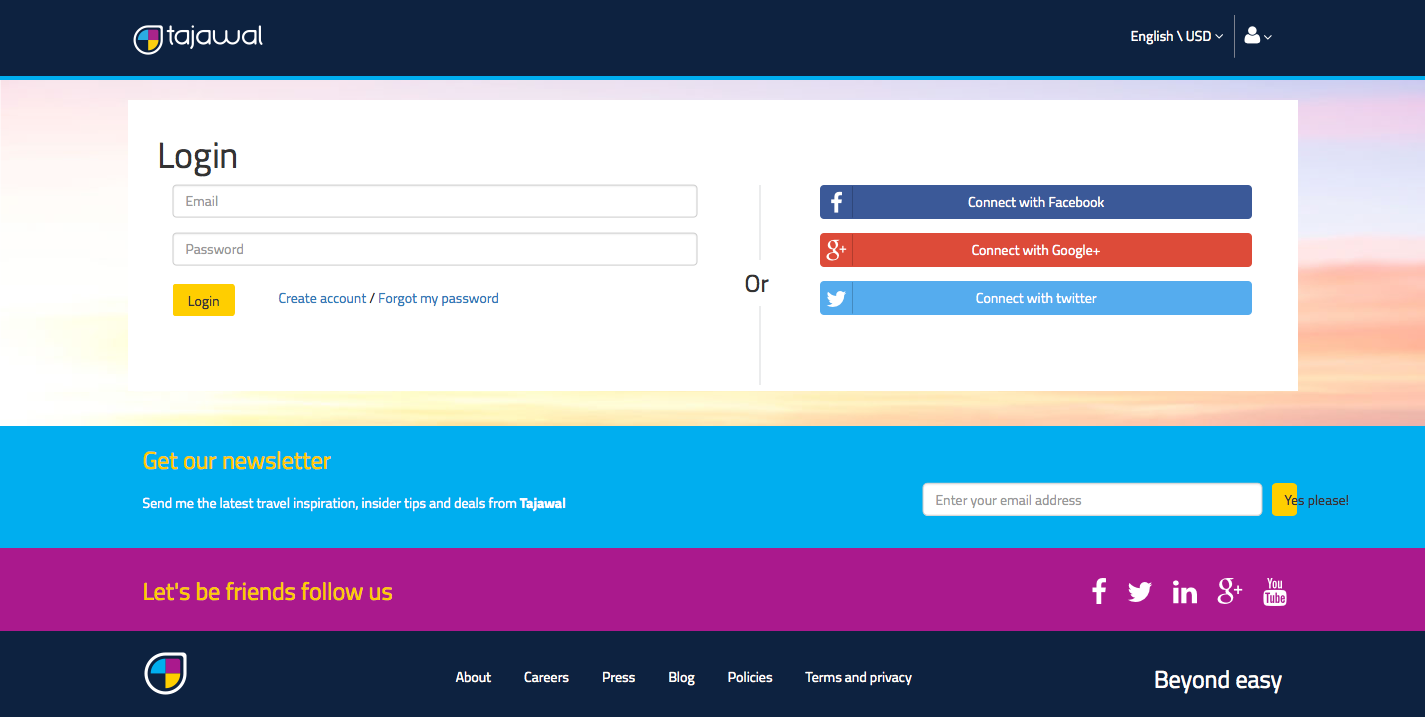 tajawal
English \ USD
Login
Email
Password
Login
Create account / Forgot my password
Or
Connect with Facebook
Connect with Google+
Connect with twitter
Get our newsletter
Send me the latest travel inspiration, insider tips and deals from Tajawal
Enter your email address
Yes please!
Let's be friends follow us
You
Tube
About
Careers
Press
Blog
Policies
Terms and privacy
Beyond easy